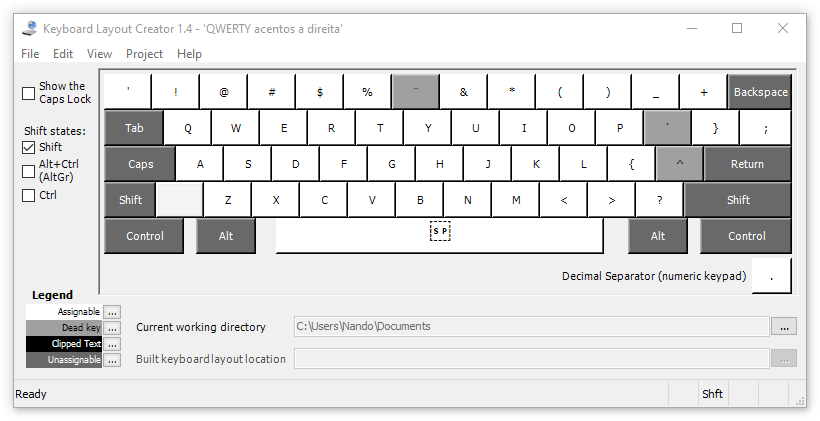 Keyboard Layout Creator 1.4 - 'QWERTY acentos a direita'
File Edit View Project Help
Show the
Caps Lock
' ! @ # $ % ¨ & * ( ) _ + Backspace
Tab Q W E R T Y U I O P ` } ;
Shift states:
Shift
Alt+Ctrl
(AltGr)
Ctrl
Caps A S D F G H J K L { ^ Return
Shift Z X C V B N M < > ? Shift
Control Alt SP Alt Control
Decimal Separator (numeric keypad) .
Legend
Assignable ...
Dead key ...
Clipped Text ...
Unassignable ...
Current working directory C:\Users\Nando\Documents ...
Built keyboard layout location ...
Ready Shft